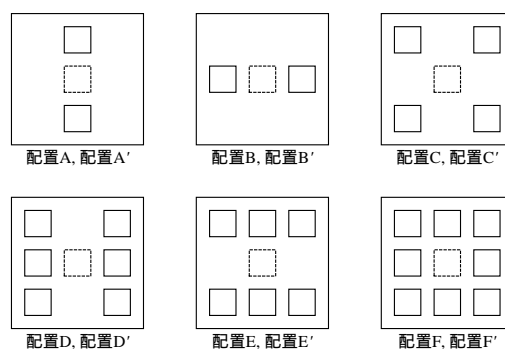 配置A, 配置A′
配置B, 配置B′
配置C, 配置C′
配置D, 配置D′
配置E, 配置E′
配置F, 配置F′